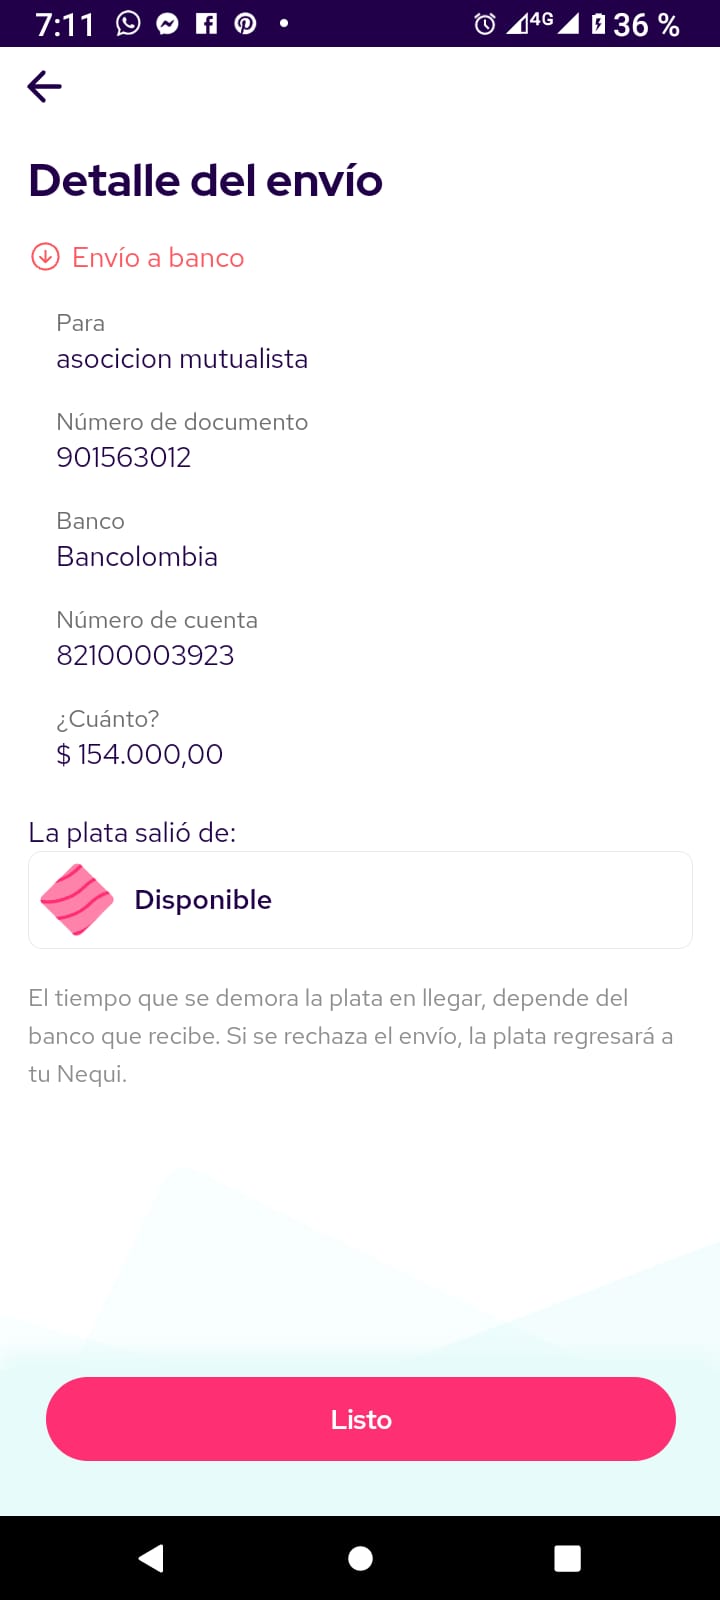 7:11 4G 36 %
Detalle del envío
Envío a banco
Para
asocicion mutualista
Número de documento
901563012
Banco
Bancolombia
Número de cuenta
82100003923
¿Cuánto?
$ 154.000,00
La plata salió de:
Disponible
El tiempo que se demora la plata en llegar, depende del
banco que recibe. Si se rechaza el envío, la plata regresará a
tu Nequi.
Listo